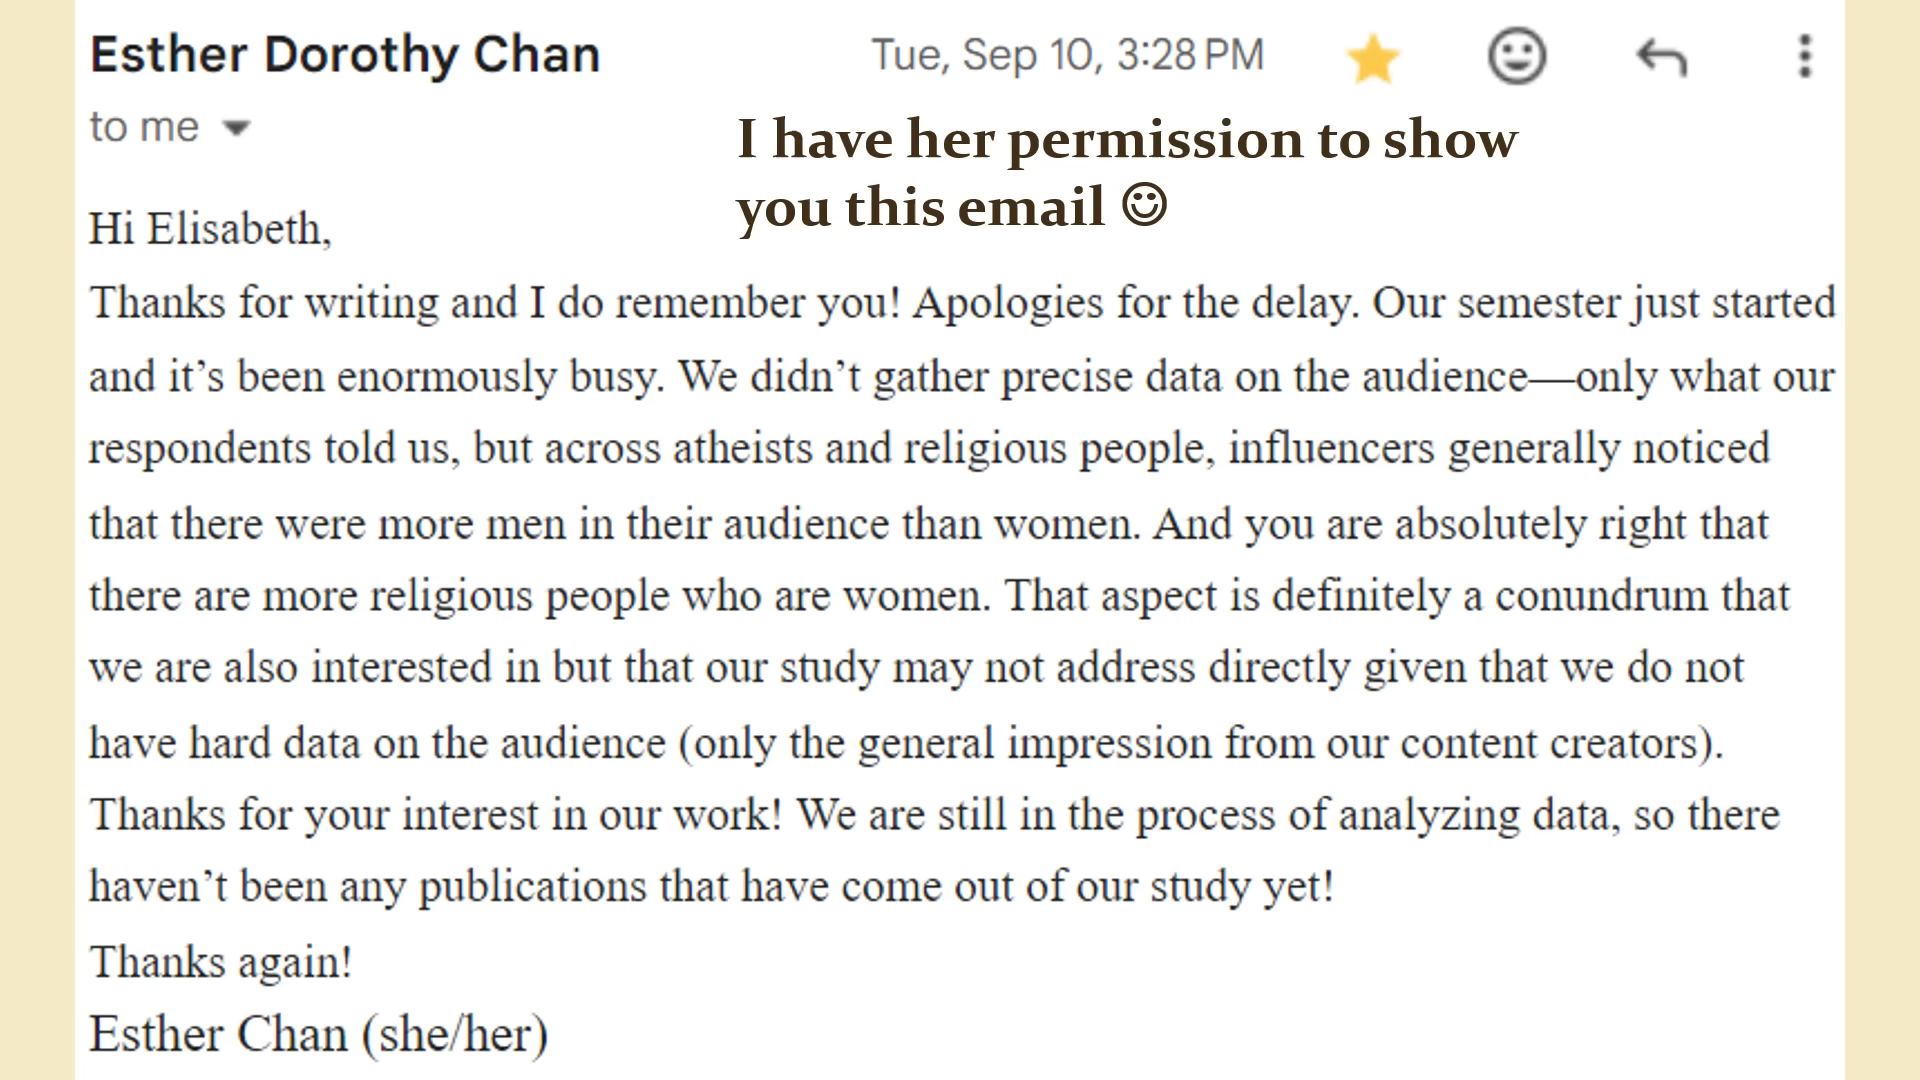 Esther Dorothy Chan
Tue, Sep 10, 3:28 PM
to me
I have her permission to show
you this email ☺
Hi Elisabeth,
Thanks for writing and I do remember you! Apologies for the delay. Our semester just started
and it’s been enormously busy. We didn’t gather precise data on the audience—only what our
respondents told us, but across atheists and religious people, influencers generally noticed
that there were more men in their audience than women. And you are absolutely right that
there are more religious people who are women. That aspect is definitely a conundrum that
we are also interested in but that our study may not address directly given that we do not
have hard data on the audience (only the general impression from our content creators).
Thanks for your interest in our work! We are still in the process of analyzing data, so there
haven’t been any publications that have come out of our study yet!
Thanks again!
Esther Chan (she/her)